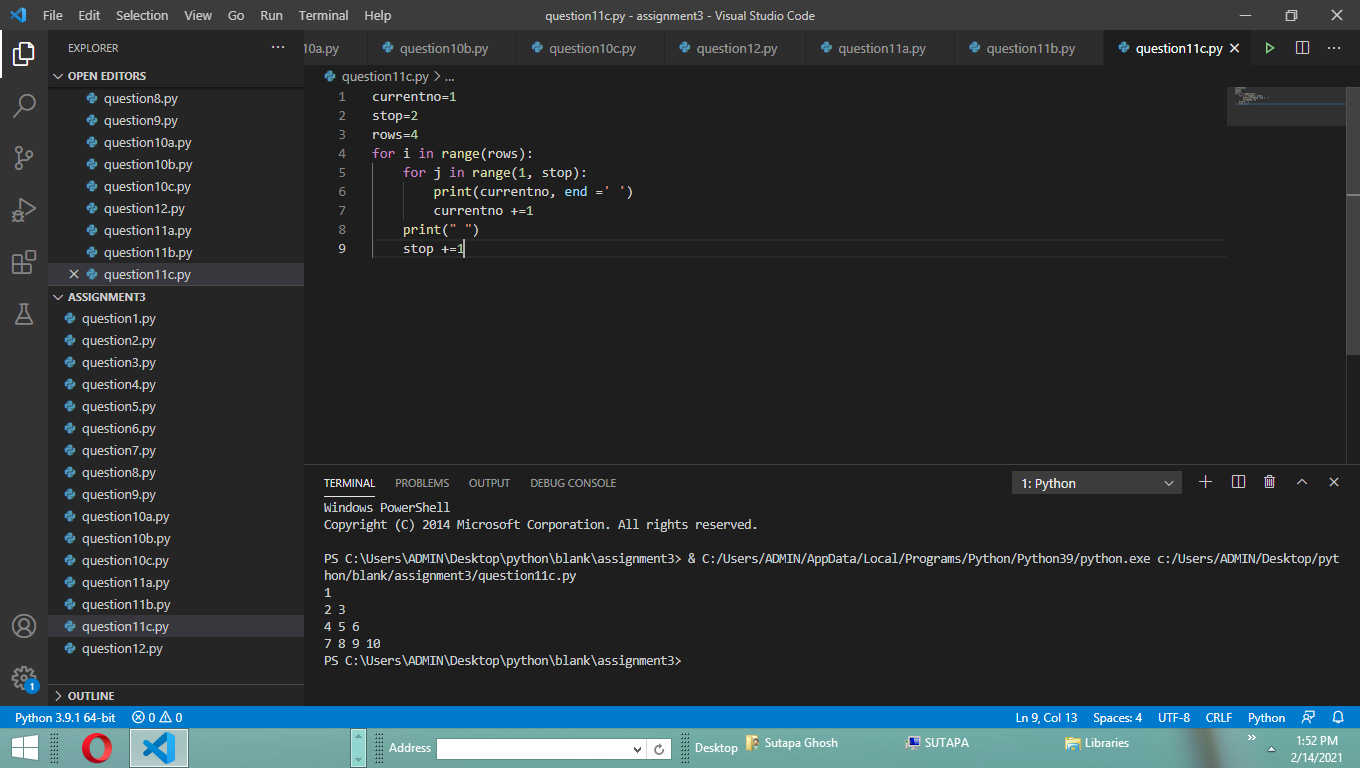 File Edit Selection View Go Run Terminal Help
question11c.py - assignment3 - Visual Studio Code
EXPLORER
OPEN EDITORS
question8.py
question9.py
question10a.py
question10b.py
question10c.py
question12.py
question11a.py
question11b.py
question11c.py
ASSIGNMENT3
question1.py
question2.py
question3.py
question4.py
question5.py
question6.py
question7.py
question8.py
question9.py
question10a.py
question10b.py
question10c.py
question11a.py
question11b.py
question11c.py
question12.py
OUTLINE
1
10a.py question10b.py question10c.py question12.py question11a.py question11b.py question11c.py
question11c.py > ...
1 currentno=1
2 stop=2
3 rows=4
4 for i in range(rows):
5 for j in range(1, stop):
6 print(currentno, end =' ')
7 currentno +=1
8 print(" ")
9 stop +=1
TERMINAL PROBLEMS OUTPUT DEBUG CONSOLE
1: Python
Windows PowerShell
Copyright (C) 2014 Microsoft Corporation. All rights reserved.
PS C:\Users\ADMIN\Desktop\python\blank\assignment3> & C:/Users/ADMIN/AppData/Local/Programs/Python/Python39/python.exe c:/Users/ADMIN/Desktop/pyt
hon/blank/assignment3/question11c.py
1
2 3
4 5 6
7 8 9 10
PS C:\Users\ADMIN\Desktop\python\blank\assignment3>
Python 3.9.1 64-bit 0 0
Ln 9, Col 13 Spaces: 4 UTF-8 CRLF Python
Address Desktop Sutapa Ghosh SUTAPA Libraries
1:52 PM
2/14/2021